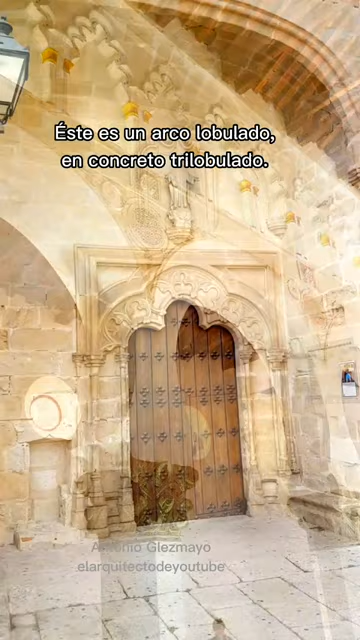 Éste es un arco lobulado,
en concreto trilobulado.
Antonio Glezmayo
elarquitectodeyoutube